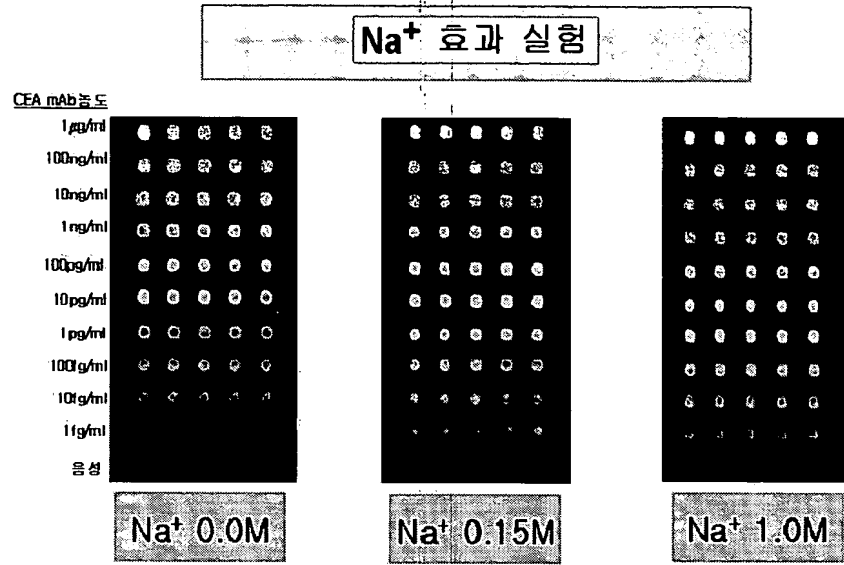 Na⁺ 효과 실험
CEA mAb농도
1μg/ml
100ng/ml
10ng/ml
1ng/ml
100pg/ml
10pg/ml
1pg/ml
100fg/ml
10fg/ml
1fg/ml
음성
Na⁺ 0.0M
Na⁺ 0.15M
Na⁺ 1.0M